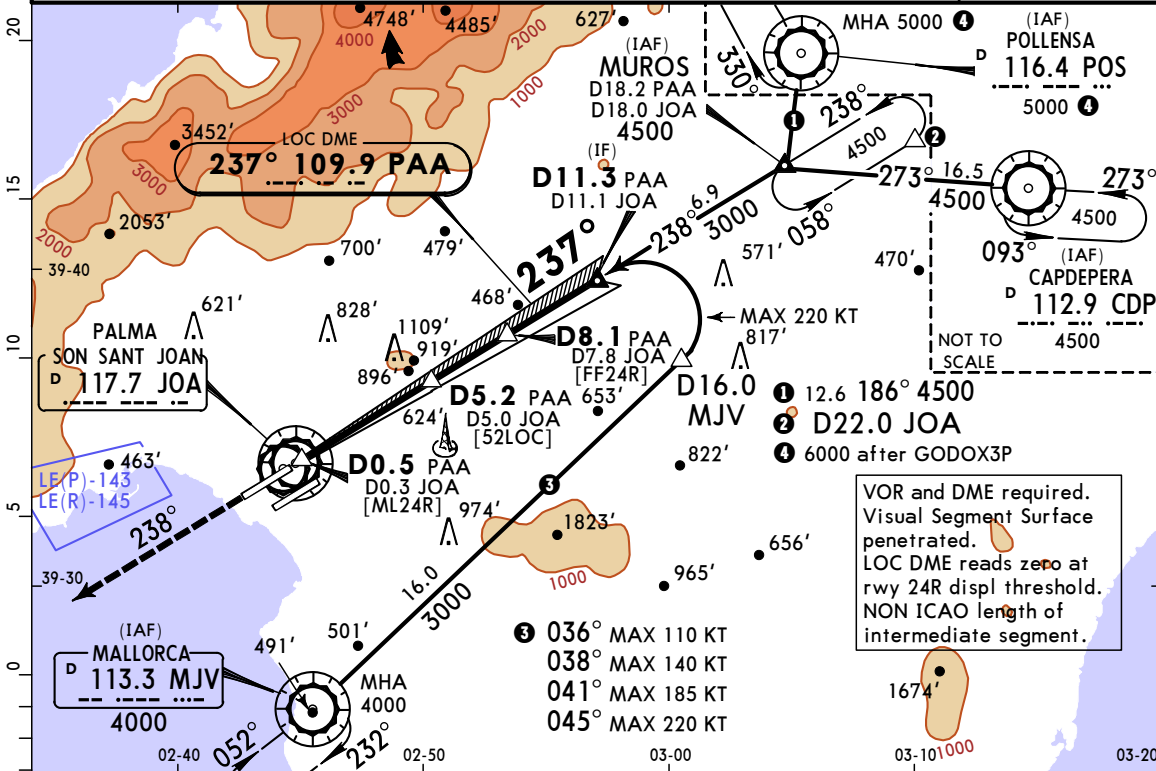 20
4748'
4000
4485'
2000
627'
MHA 5000 4
(IAF)
POLLENSA
D 116.4 POS
5000 4
330°
(IAF)
MUROS
D18.2 PAA
D18.0 JOA
4500
1000
3000
3452'
3000
LOC DME
237° 109.9 PAA
1
238°
4500
2
(IF)
D11.3 PAA
D11.1 JOA
15
273° 16.5
4500
273°
4500
093°
(IAF)
CAPDEPERA
D 112.9 CDP
4500
2053'
2000
700'
479'
237°
238° 6.9
3000
058°
571'
470'
39-40
468'
621'
828'
1109'
919'
896'
MAX 220 KT
817'
NOT TO
SCALE
PALMA
SON SANT JOAN
D 117.7 JOA
10
D8.1 PAA
D7.8 JOA
[FF24R]
653'
D16.0
MJV
1 12.6 186° 4500
2 D22.0 JOA
4 6000 after GODOX3P
D5.2 PAA
D5.0 JOA
[52LOC]
624'
822'
463'
LE(P)-143
LE(R)-145
D0.5 PAA
D0.3 JOA
[ML24R]
974'
3
238°
5
1823'
1000
656'
965'
VOR and DME required.
Visual Segment Surface
penetrated.
LOC DME reads zero at
rwy 24R displ threshold.
NON ICAO length of
intermediate segment.
39-30
16.0
3000
(IAF)
MALLORCA
D 113.3 MJV
4000
491'
501'
3 036° MAX 110 KT
038° MAX 140 KT
041° MAX 185 KT
045° MAX 220 KT
0
MHA
4000
1674'
1000
052°
232°
02-40
02-50
03-00
03-10
03-20